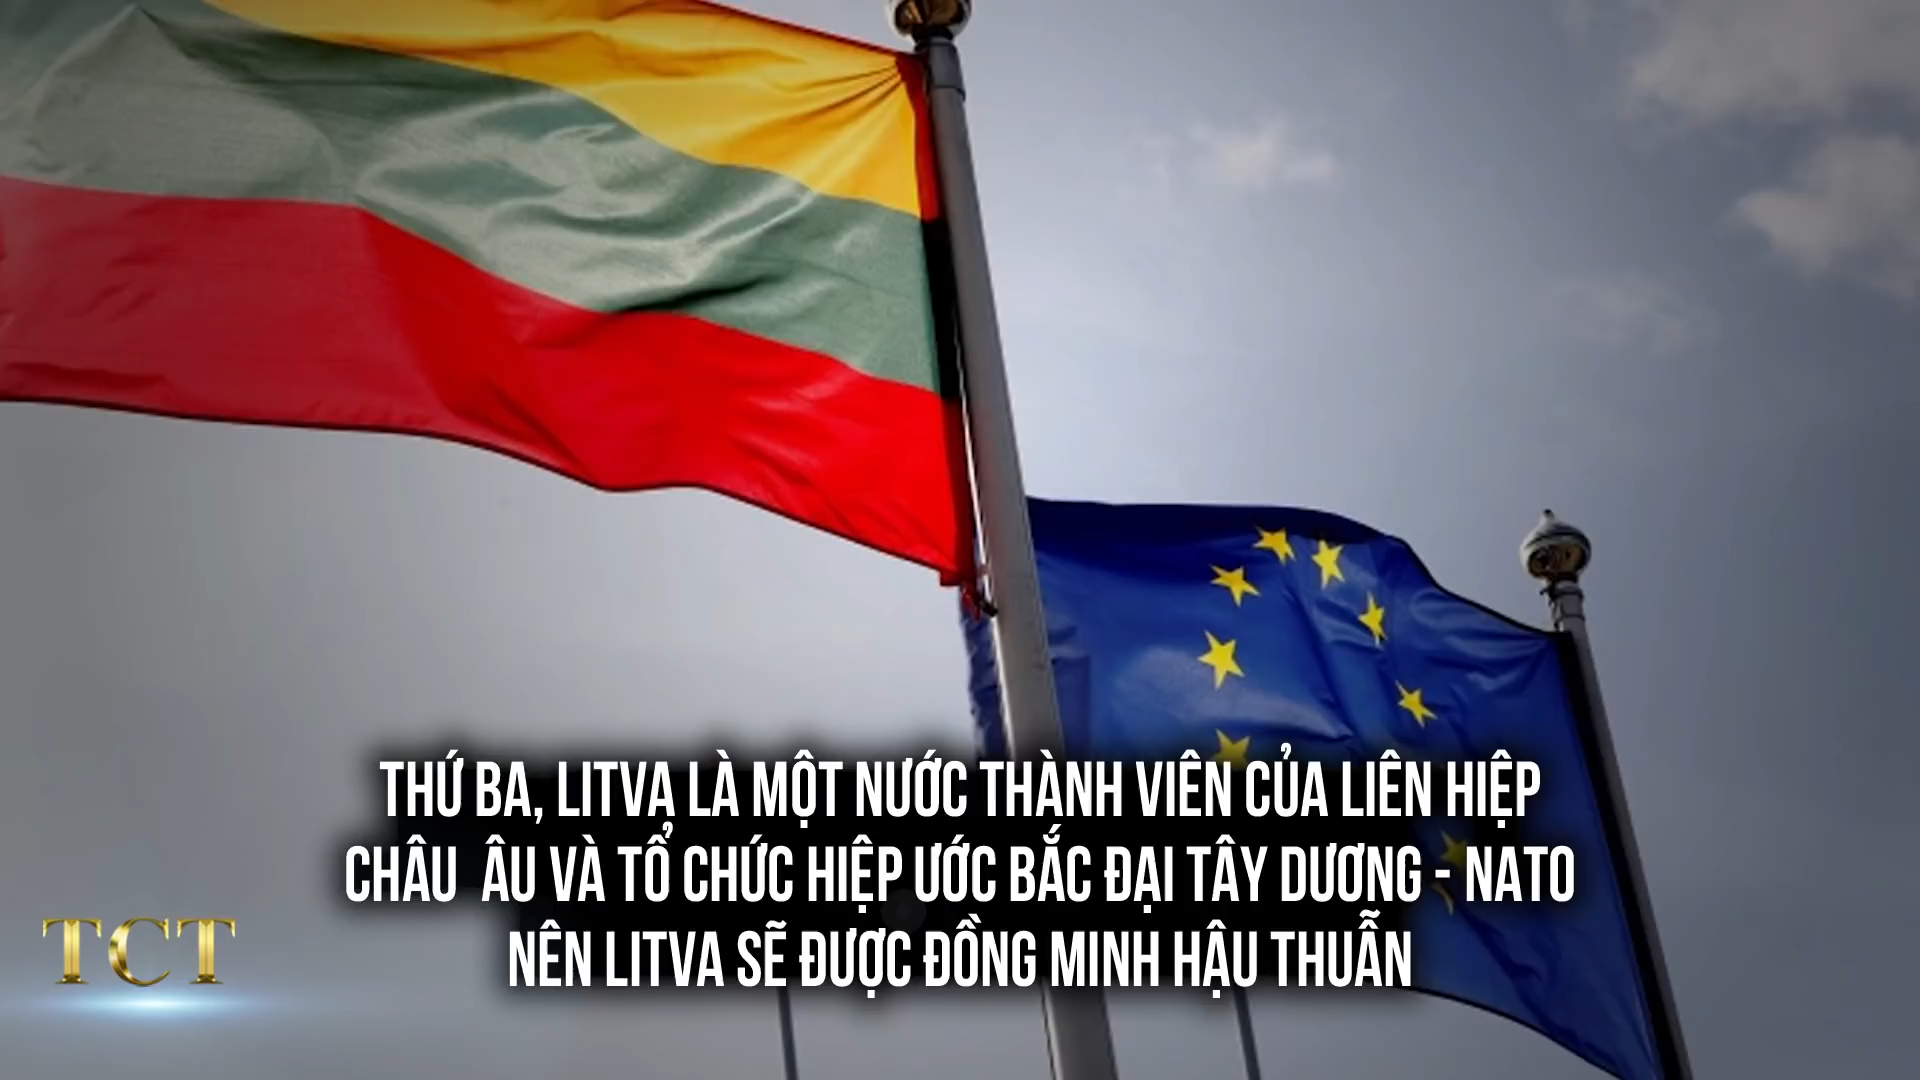 THỨ BA, LITVA LÀ MỘT NƯỚC THÀNH VIÊN CỦA LIÊN HIỆP
CHÂU ÂU VÀ TỔ CHỨC HIỆP ƯỚC BẮC ĐẠI TÂY DƯƠNG - NATO
NÊN LITVA SẼ ĐƯỢC ĐỒNG MINH HẬU THUẪN
TCT